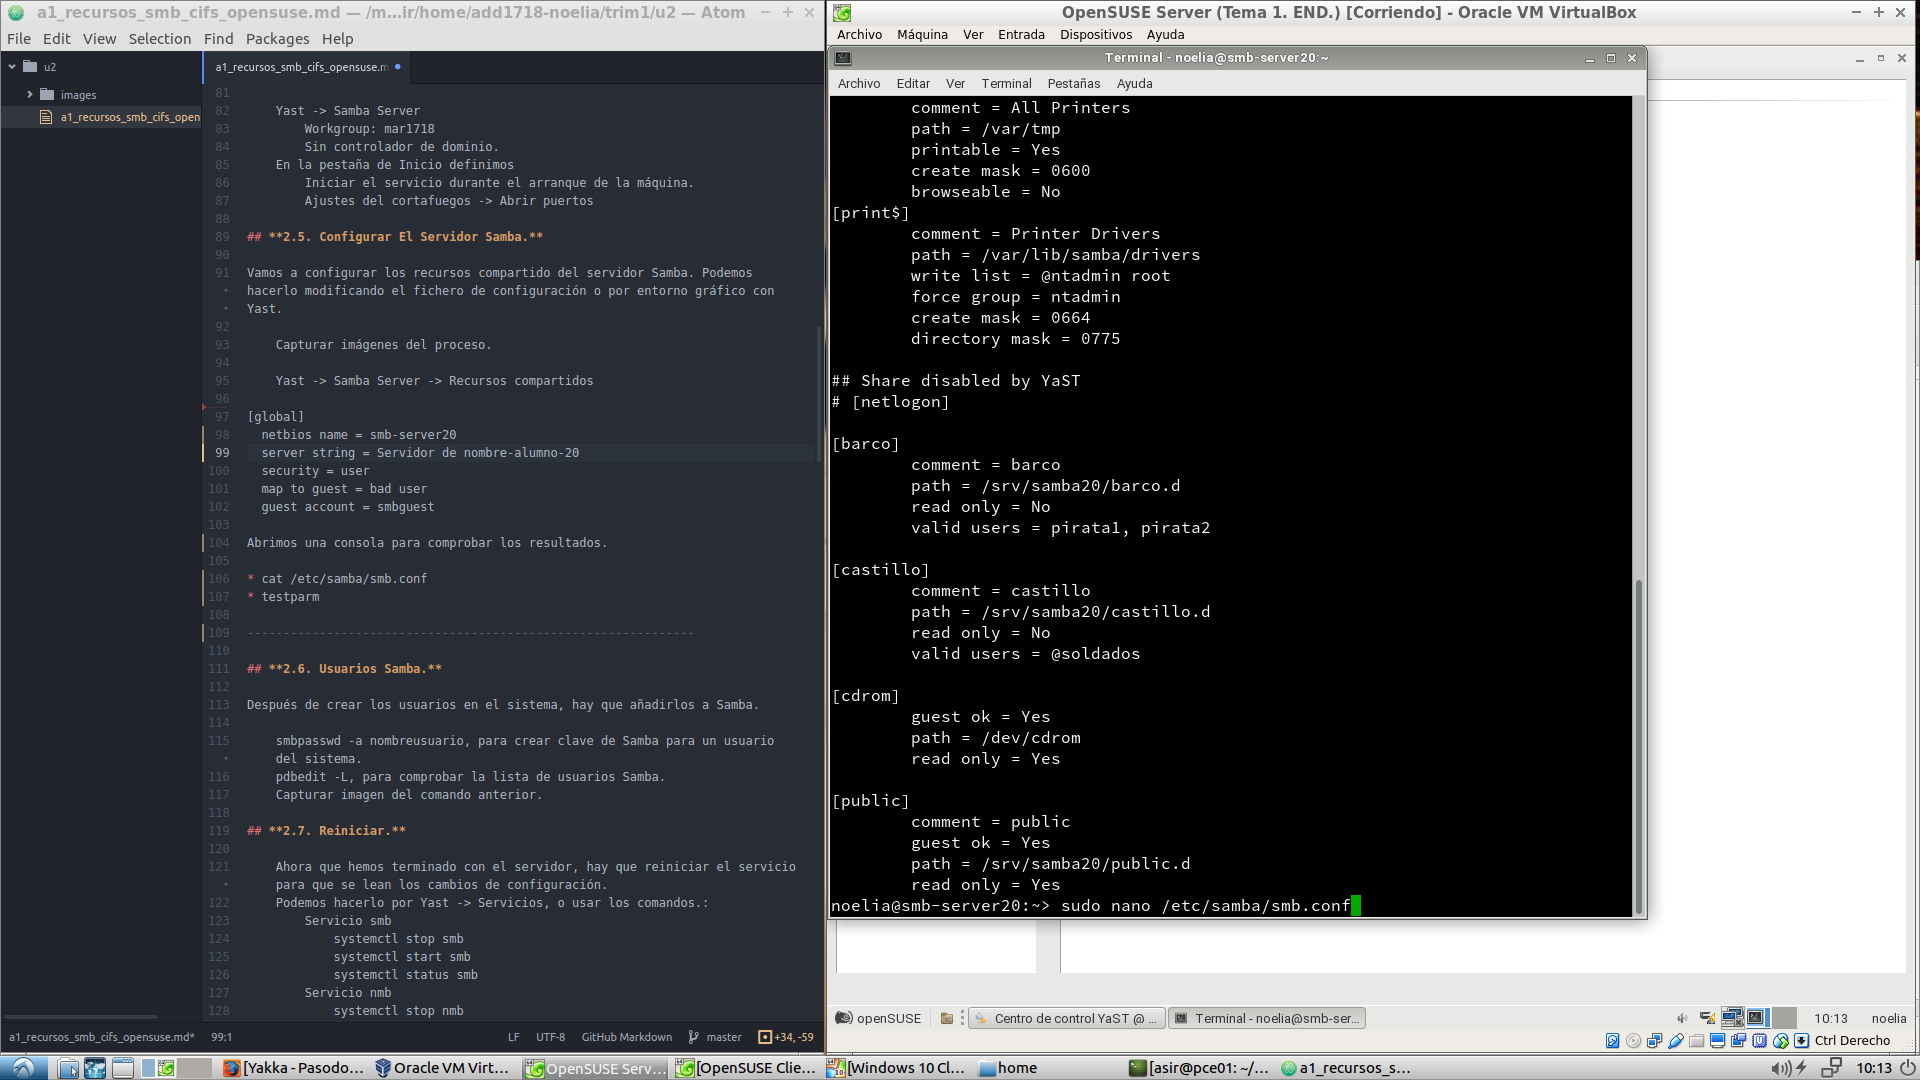 a1_recursos_smb_cifs_opensuse.md — /m...ir/home/add1718-noelia/trim1/u2 — Atom
File Edit View Selection Find Packages Help
u2
images
a1_recursos_smb_cifs_open
a1_recursos_smb_cifs_opensuse.m
81
82 Yast -> Samba Server
83 Workgroup: mar1718
84 Sin controlador de dominio.
85 En la pestaña de Inicio definimos
86 Iniciar el servicio durante el arranque de la máquina.
87 Ajustes del cortafuegos -> Abrir puertos
88
89 ## **2.5. Configurar El Servidor Samba.**
90
91 Vamos a configurar los recursos compartido del servidor Samba. Podemos
• hacerlo modificando el fichero de configuración o por entorno gráfico con
• Yast.
92
93 Capturar imágenes del proceso.
94
95 Yast -> Samba Server -> Recursos compartidos
96
97 [global]
98 netbios name = smb-server20
99 server string = Servidor de nombre-alumno-20
100 security = user
101 map to guest = bad user
102 guest account = smbguest
103
104 Abrimos una consola para comprobar los resultados.
105
106 * cat /etc/samba/smb.conf
107 * testparm
108
109 --------------------------------------------------------------
110
111 ## **2.6. Usuarios Samba.**
112
113 Después de crear los usuarios en el sistema, hay que añadirlos a Samba.
114
115 smbpasswd -a nombreusuario, para crear clave de Samba para un usuario
• del sistema.
116 pdbedit -L, para comprobar la lista de usuarios Samba.
117 Capturar imagen del comando anterior.
118
119 ## **2.7. Reiniciar.**
120
121 Ahora que hemos terminado con el servidor, hay que reiniciar el servicio
• para que se lean los cambios de configuración.
122 Podemos hacerlo por Yast -> Servicios, o usar los comandos.:
123 Servicio smb
124 systemctl stop smb
125 systemctl start smb
126 systemctl status smb
127 Servicio nmb
128 systemctl stop nmb
a1_recursos_smb_cifs_opensuse.md* 99:1 LF UTF-8 GitHub Markdown master +34, -59
OpenSUSE Server (Tema 1. END.) [Corriendo] - Oracle VM VirtualBox
Archivo Máquina Ver Entrada Dispositivos Ayuda
Terminal - noelia@smb-server20:~
Archivo Editar Ver Terminal Pestañas Ayuda
comment = All Printers
path = /var/tmp
printable = Yes
create mask = 0600
browseable = No
[print$]
comment = Printer Drivers
path = /var/lib/samba/drivers
write list = @ntadmin root
force group = ntadmin
create mask = 0664
directory mask = 0775
## Share disabled by YaST
# [netlogon]
[barco]
comment = barco
path = /srv/samba20/barco.d
read only = No
valid users = pirata1, pirata2
[castillo]
comment = castillo
path = /srv/samba20/castillo.d
read only = No
valid users = @soldados
[cdrom]
guest ok = Yes
path = /dev/cdrom
read only = Yes
[public]
comment = public
guest ok = Yes
path = /srv/samba20/public.d
read only = Yes
noelia@smb-server20:~> sudo nano /etc/samba/smb.conf
openSUSE Centro de control YaST @ ... Terminal - noelia@smb-ser... 10:13 noelia
Ctrl Derecho
[Yakka - Pasodo... Oracle VM Virt... OpenSUSE Serv... [OpenSUSE Clie... [Windows 10 Cl... home [asir@pce01: ~/... a1_recursos_s... 10:13